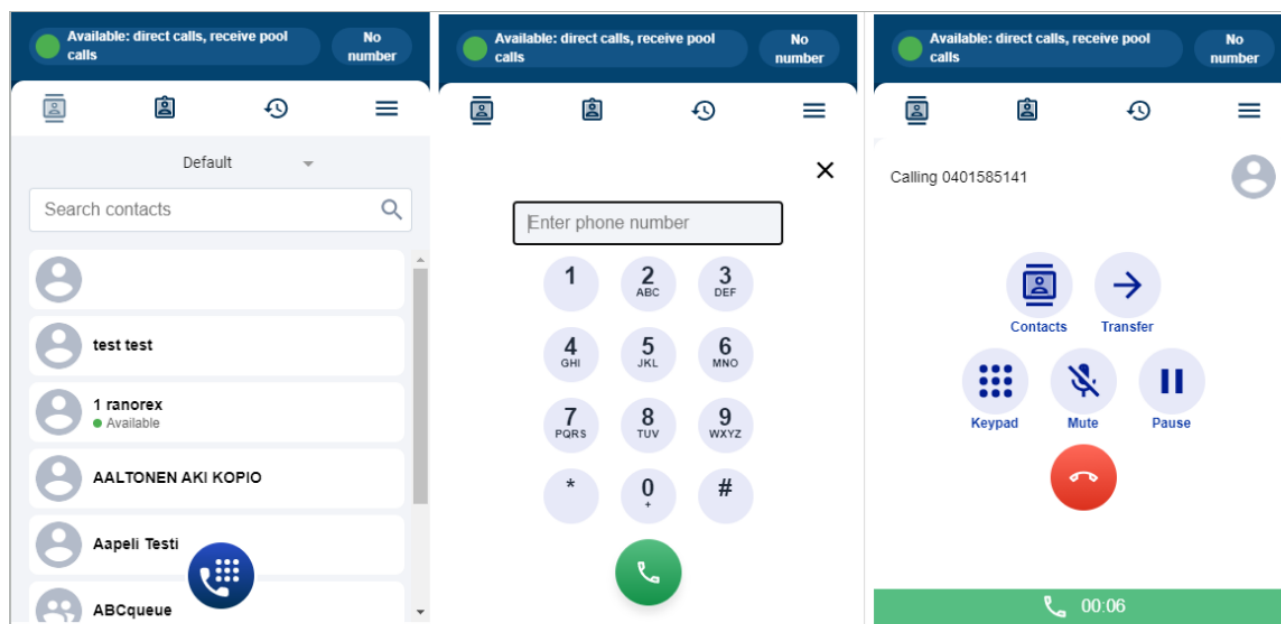 Available: direct calls, receive pool
calls
No
number
Default
Search contacts
test test
1 ranorex
Available
AALTONEN AKI KOPIO
Aapeli Testi
ABCqueue
Available: direct calls, receive pool
calls
No
number
Enter phone number
1 2 3
ABC DEF
4 5 6
GHI JKL MNO
7 8 9
PQRS TUV WXYZ
* 0 #
+
Available: direct calls, receive pool
calls
No
number
Calling 0401585141
Contacts Transfer
Keypad Mute Pause
00:06